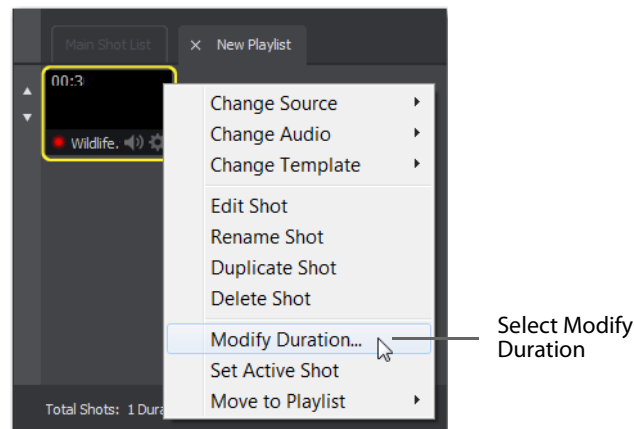 Main Shot List
× New Playlist
00:3
Wildlife.
Change Source
Change Audio
Change Template
Edit Shot
Rename Shot
Duplicate Shot
Delete Shot
Modify Duration...
Set Active Shot
Move to Playlist
Select Modify
Duration
Total Shots: 1 Dura